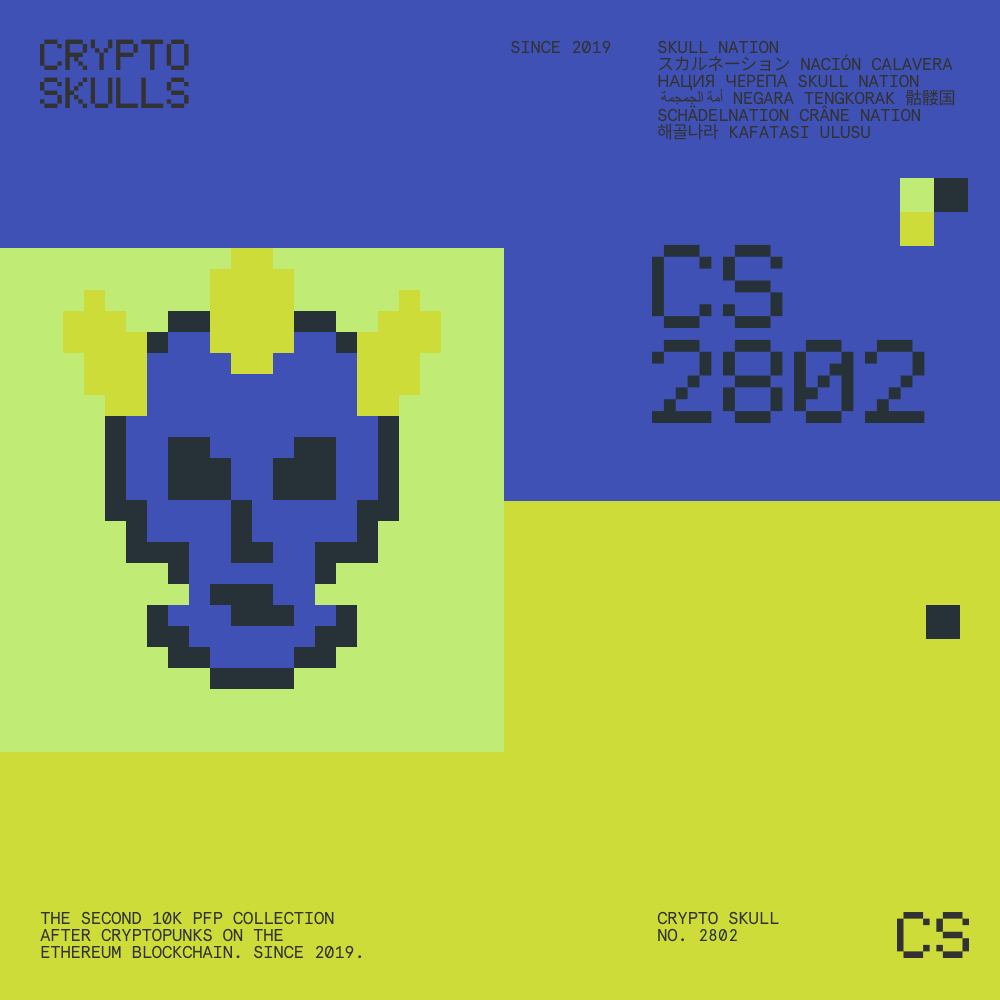 CRYPTO
SKULLS
SINCE 2019
SKULL NATION
スカルネーション NACIÓN CALAVERA
НАЦИЯ ЧЕРЕПА SKULL NATION
أمة الجمجمة NEGARA TENGKORAK 骷髅国
SCHÄDELNATION CRÂNE NATION
해골나라 KAFATASI ULUSU
CS
2802
THE SECOND 10K PFP COLLECTION
AFTER CRYPTOPUNKS ON THE
ETHEREUM BLOCKCHAIN. SINCE 2019.
CRYPTO SKULL
NO. 2802
CS